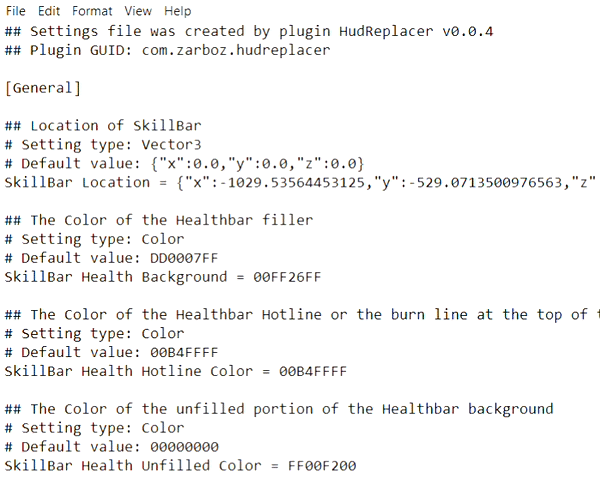 File Edit Format View Help
## Settings file was created by plugin HudReplacer v0.0.4
## Plugin GUID: com.zarboz.hudreplacer
[General]
## Location of SkillBar
# Setting type: Vector3
# Default value: {"x":0.0,"y":0.0,"z":0.0}
SkillBar Location = {"x":-1029.53564453125,"y":-529.0713500976563,"z"
## The Color of the Healthbar filler
# Setting type: Color
# Default value: DD0007FF
SkillBar Health Background = 00FF26FF
## The Color of the Healthbar Hotline or the burn line at the top of
# Setting type: Color
# Default value: 00B4FFFF
SkillBar Health Hotline Color = 00B4FFFF
## The Color of the unfilled portion of the Healthbar background
# Setting type: Color
# Default value: 00000000
SkillBar Health Unfilled Color = FF00F200